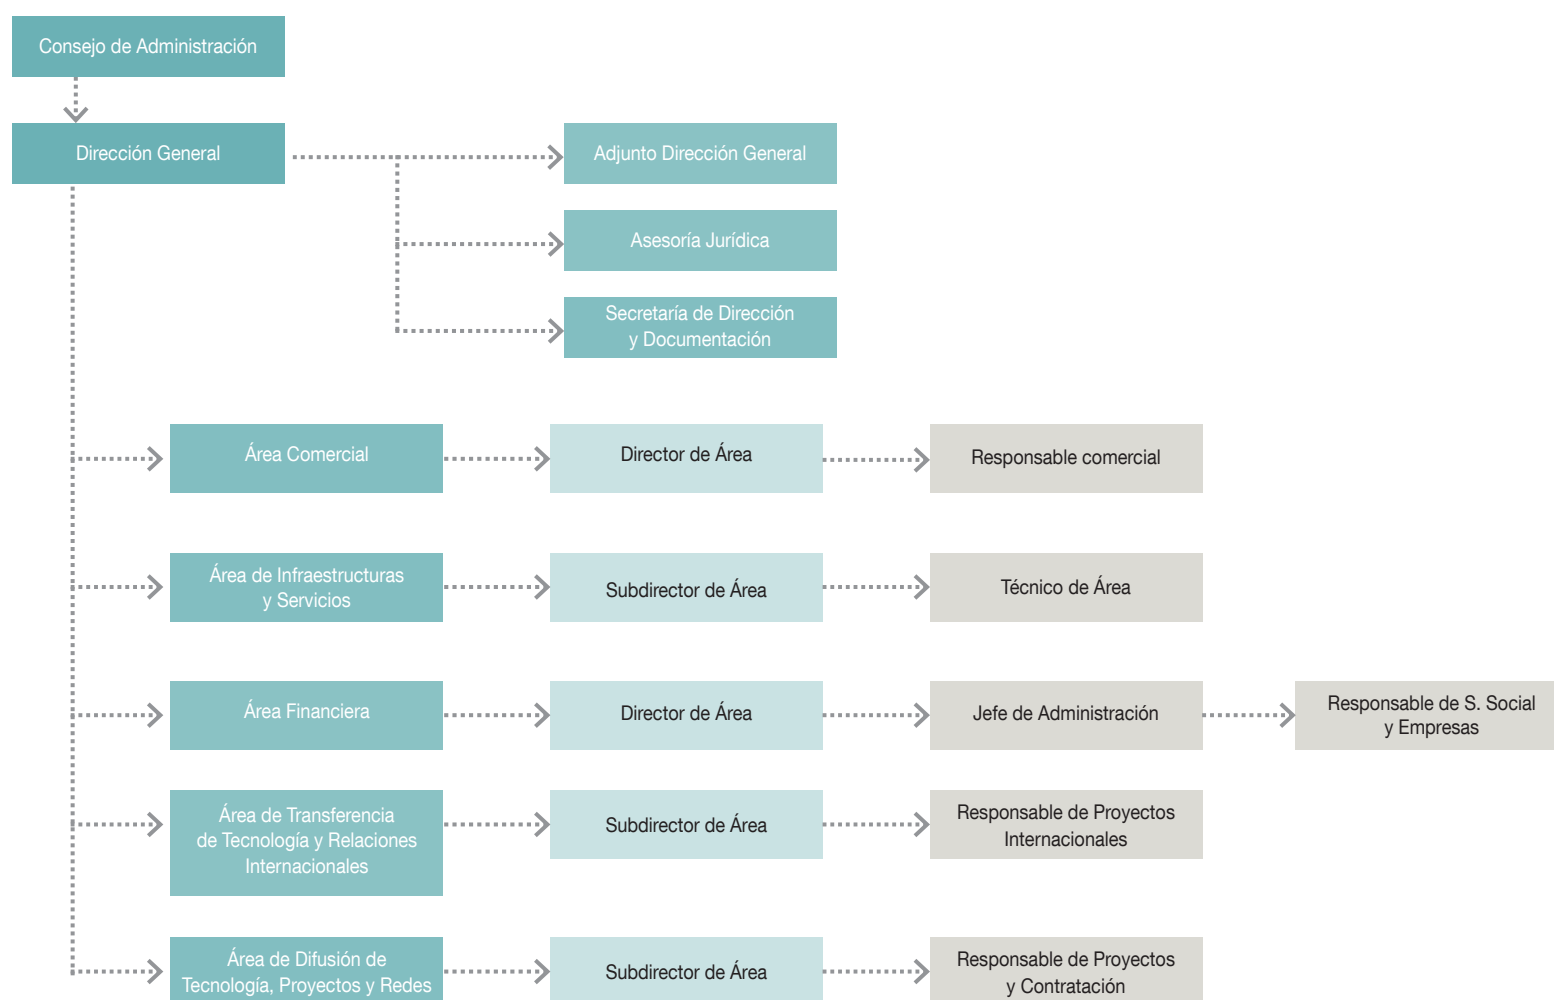 Consejo de Administración
Dirección General
Adjunto Dirección General
Asesoría Jurídica
Secretaría de Dirección
y Documentación
Área Comercial
Director de Área
Responsable comercial
Área de Infraestructuras
y Servicios
Subdirector de Área
Técnico de Área
Área Financiera
Director de Área
Jefe de Administración
Responsable de S. Social
y Empresas
Área de Transferencia
de Tecnología y Relaciones
Internacionales
Subdirector de Área
Responsable de Proyectos
Internacionales
Área de Difusión de
Tecnología, Proyectos y Redes
Subdirector de Área
Responsable de Proyectos
y Contratación